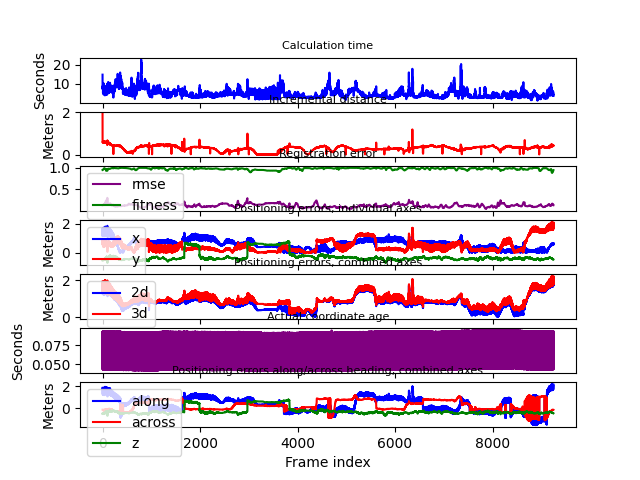 Calculation time
Seconds
20
10
Incremental distance
Meters
2
0
Registration error
1.0
0.5
rmse
fitness
Positioning errors, individual axes
Meters
2
0
x
y
Positioning errors, combined axes
Meters
2
0
2d
3d
Actual coordinate age
Seconds
0.075
0.050
Positioning errors along/across heading, combined axes
Meters
2
0
along
across
z
0 2000 4000 6000 8000
Frame index